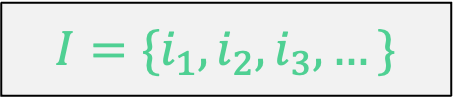 I = {i₁, i₂, i₃, … }